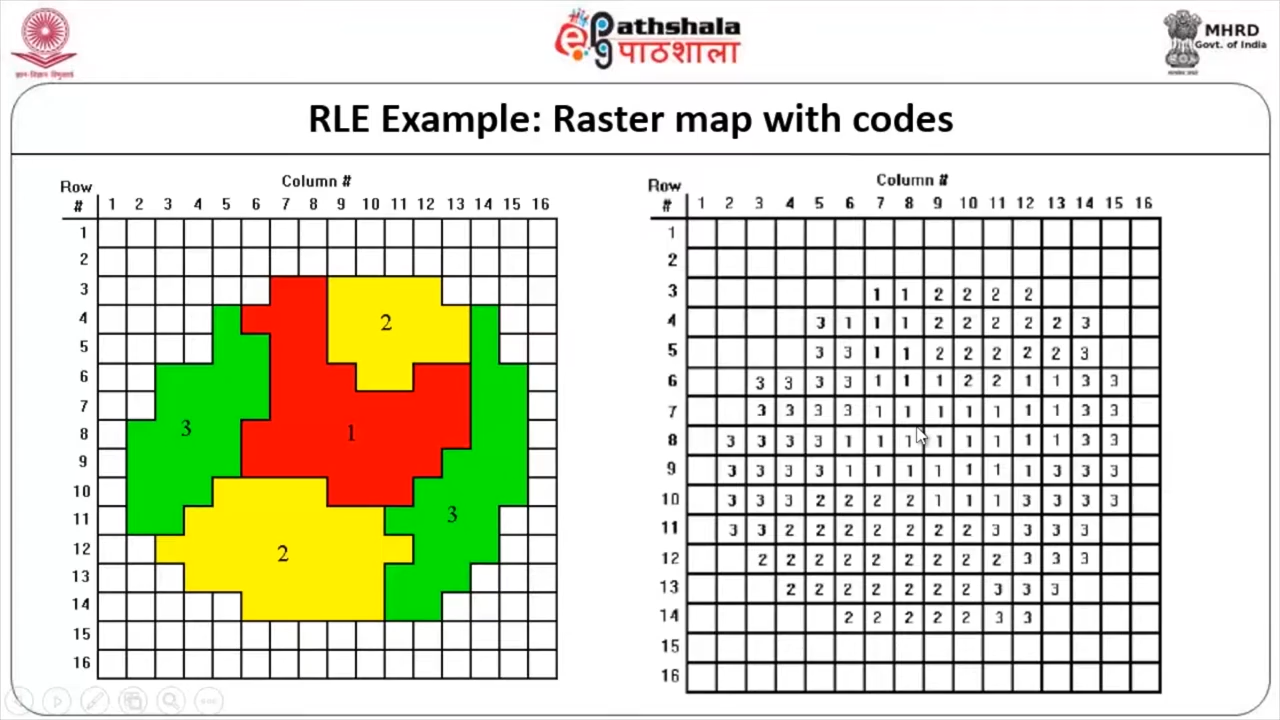 ePathshala
पाठशाला
MHRD
Govt. of India
RLE Example: Raster map with codes
Column #
Row
#
1 2 3 4 5 6 7 8 9 10 11 12 13 14 15 16
1
2
3
4 2
5
6
7
8 3 1
9
10
11 3
12 2
13
14
15
16
Column #
Row
#
1 2 3 4 5 6 7 8 9 10 11 12 13 14 15 16
1
2
3 1 1 2 2 2 2
4 3 1 1 1 2 2 2 2 2 3
5 3 3 1 1 2 2 2 2 2 3
6 3 3 3 3 1 1 1 2 2 1 1 3 3
7 3 3 3 3 1 1 1 1 1 1 1 3 3
8 3 3 3 3 1 1 1 1 1 1 1 1 3 3
9 3 3 3 3 1 1 1 1 1 1 1 3 3 3
10 3 3 3 2 2 2 2 1 1 1 3 3 3 3
11 3 3 2 2 2 2 2 2 2 3 3 3 3
12 2 2 2 2 2 2 2 2 2 3 3 3
13 2 2 2 2 2 2 2 3 3 3
14 2 2 2 2 2 3 3
15
16